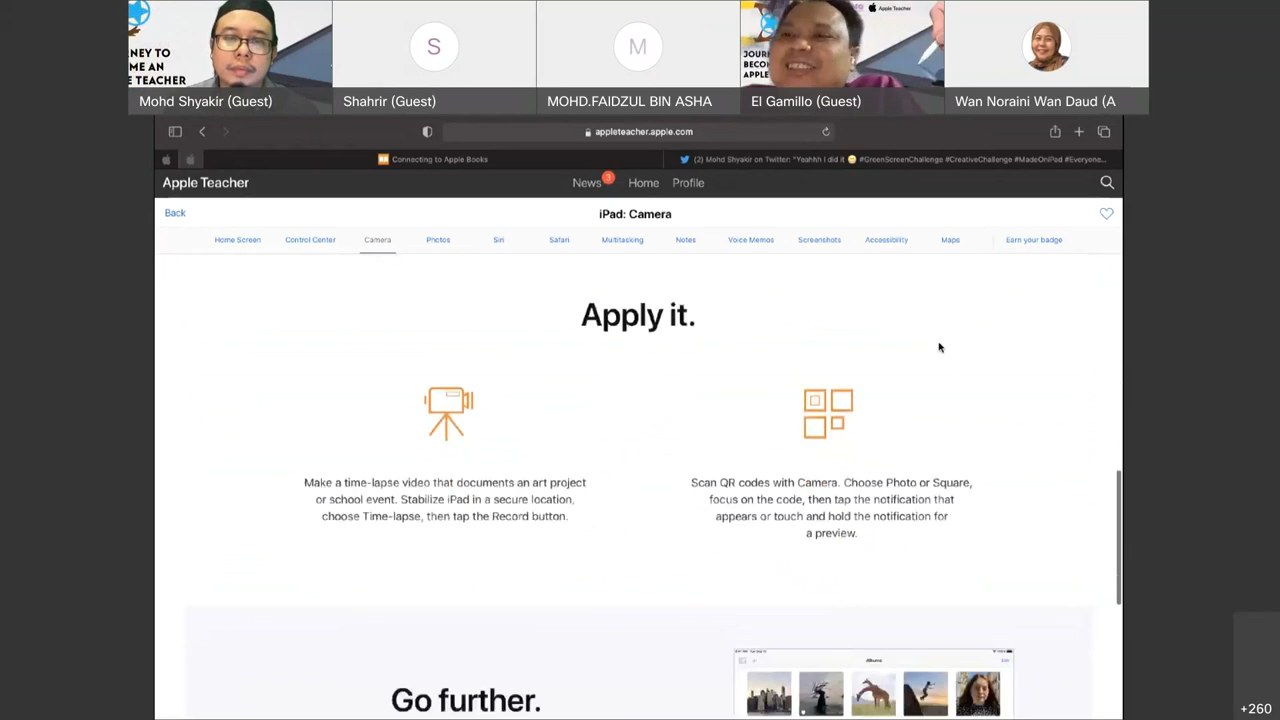 NEY TO
ME AN
E TEACHER
Mohd Shyakir (Guest)
S
Shahrir (Guest)
M
MOHD.FAIDZUL BIN ASHA
Apple Teacher
JOUR
BECO
APPL
El Gamillo (Guest)
Wan Noraini Wan Daud (A
appleteacher.apple.com
Connecting to Apple Books
(2) Mohd Shyakir on Twitter: "Yeahhh I did it 😁 #GreenScreenChallenge #CreativeChallenge #MadeOniPad #Everyone...
Apple Teacher
News 3 Home Profile
Back
iPad: Camera
Home Screen Control Center Camera Photos Siri Safari Multitasking Notes Voice Memos Screenshots Accessibility Maps Earn your badge
Apply it.
Make a time-lapse video that documents an art project
or school event. Stabilize iPad in a secure location,
choose Time-lapse, then tap the Record button.
Scan QR codes with Camera. Choose Photo or Square,
focus on the code, then tap the notification that
appears or touch and hold the notification for
a preview.
Go further.
Albums
Edit
+260